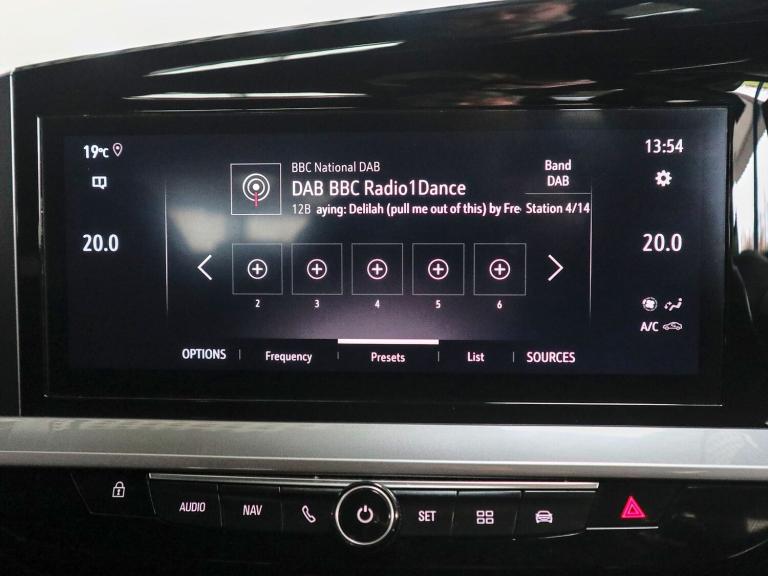 19°C
13:54
BBC National DAB
Band
DAB
DAB BBC Radio1Dance
12B aying: Delilah (pull me out of this) by Fre Station 4/14
20.0
20.0
2 3 4 5 6
A/C
OPTIONS Frequency Presets List SOURCES
AUDIO NAV SET